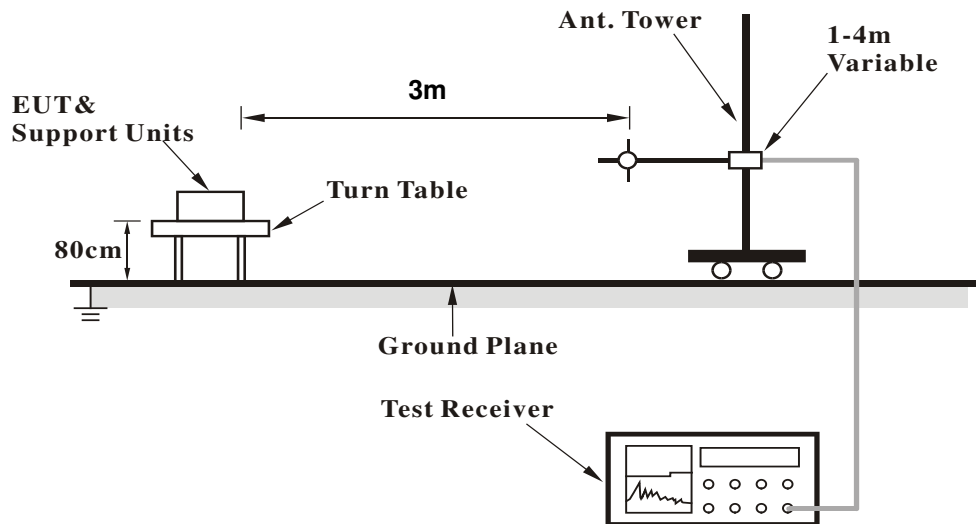 Ant. Tower
1-4m
Variable
3m
EUT&
Support Units
Turn Table
80cm
Ground Plane
Test Receiver